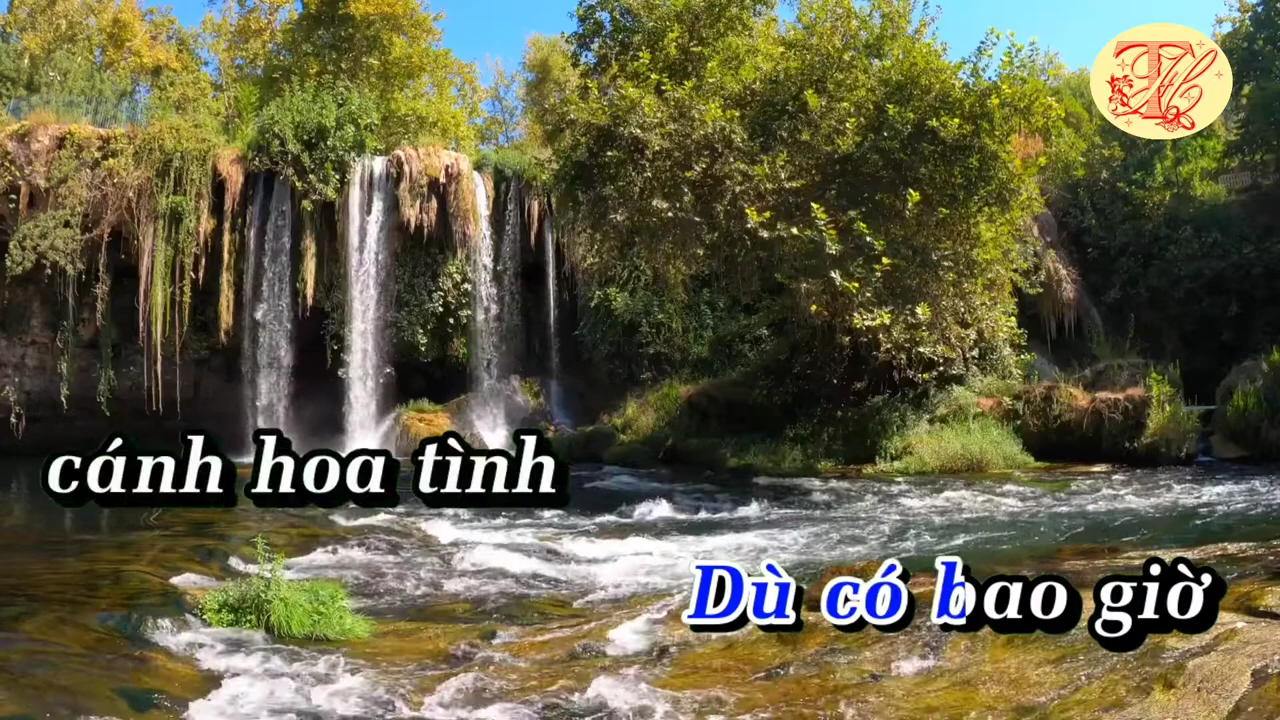 cánh hoa tình
Dù có bao giờ